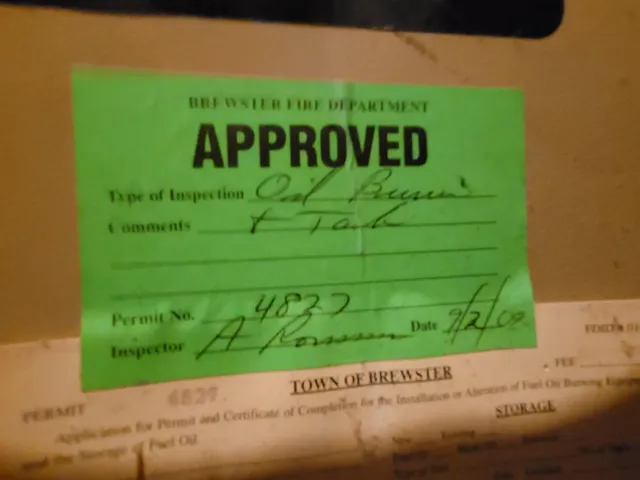 BREWSTER FIRE DEPARTMENT
APPROVED
Type of Inspection Oil Burner
Comments + Tank
Permit No. 4827
Inspector A
Date 9/2/09
TOWN OF BREWSTER
PERMIT 4827
FEE
Application for Permit and Certificate of Completion for the Installation or Alteration of Fuel Oil Burning
and the Storage of Fuel Oil
STORAGE